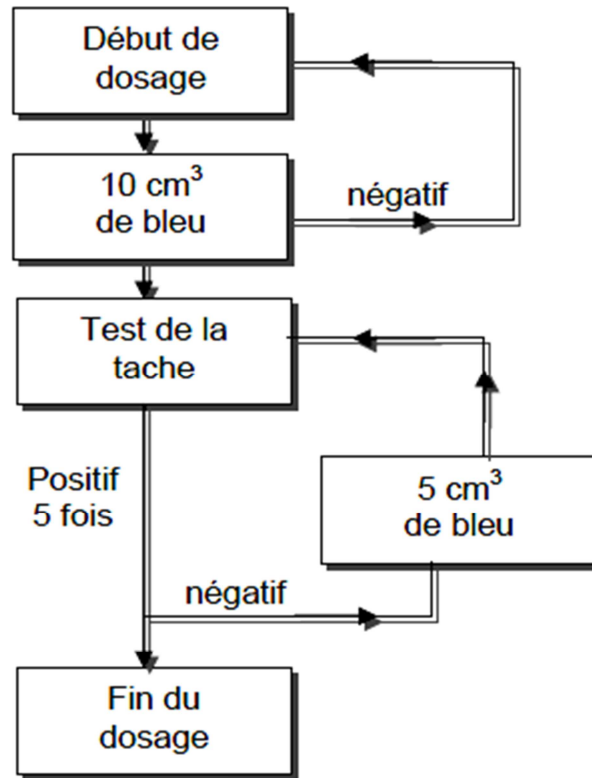 Début de
dosage
10 cm³
de bleu
négatif
Test de la
tache
Positif
5 fois
5 cm³
de bleu
négatif
Fin du
dosage